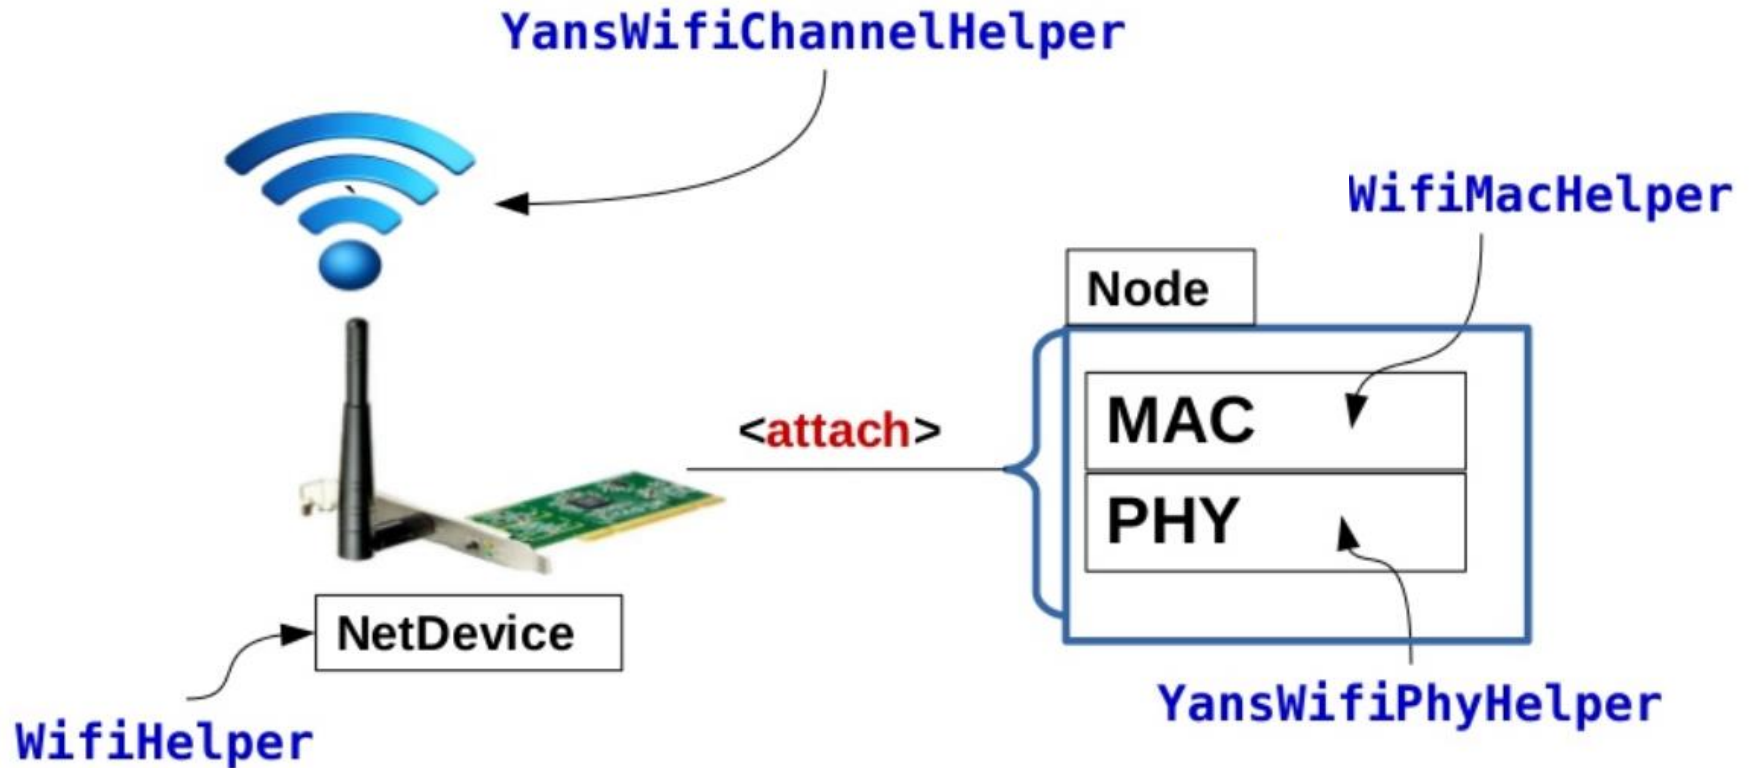 YansWifiChannelHelper
WifiMacHelper
Node
MAC
<attach>
PHY
NetDevice
YansWifiPhyHelper
WifiHelper